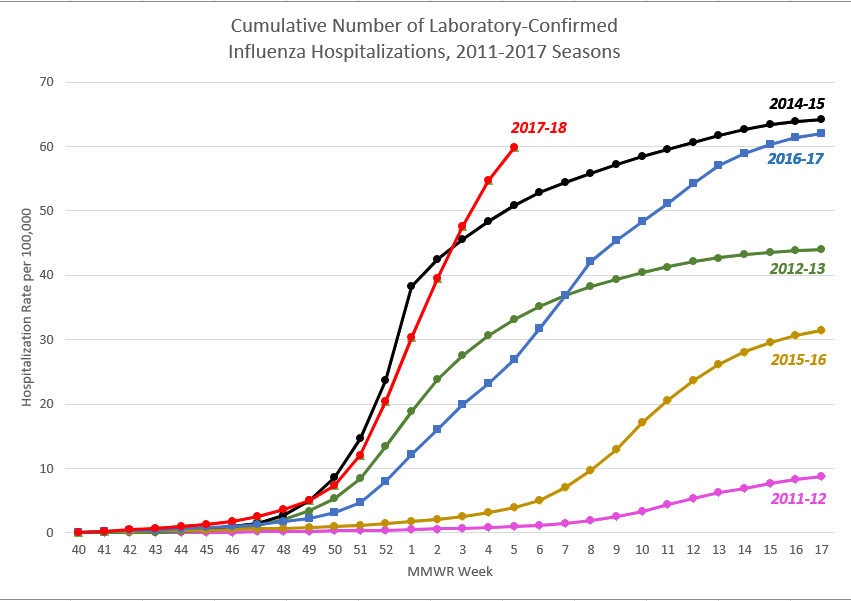 Cumulative Number of Laboratory-Confirmed
Influenza Hospitalizations, 2011-2017 Seasons
70
60
50
40
30
20
10
0
Hospitalization Rate per 100,000
2017-18
2014-15
2016-17
2012-13
2015-16
2011-12
40 41 42 43 44 45 46 47 48 49 50 51 52 1 2 3 4 5 6 7 8 9 10 11 12 13 14 15 16 17
MMWR Week